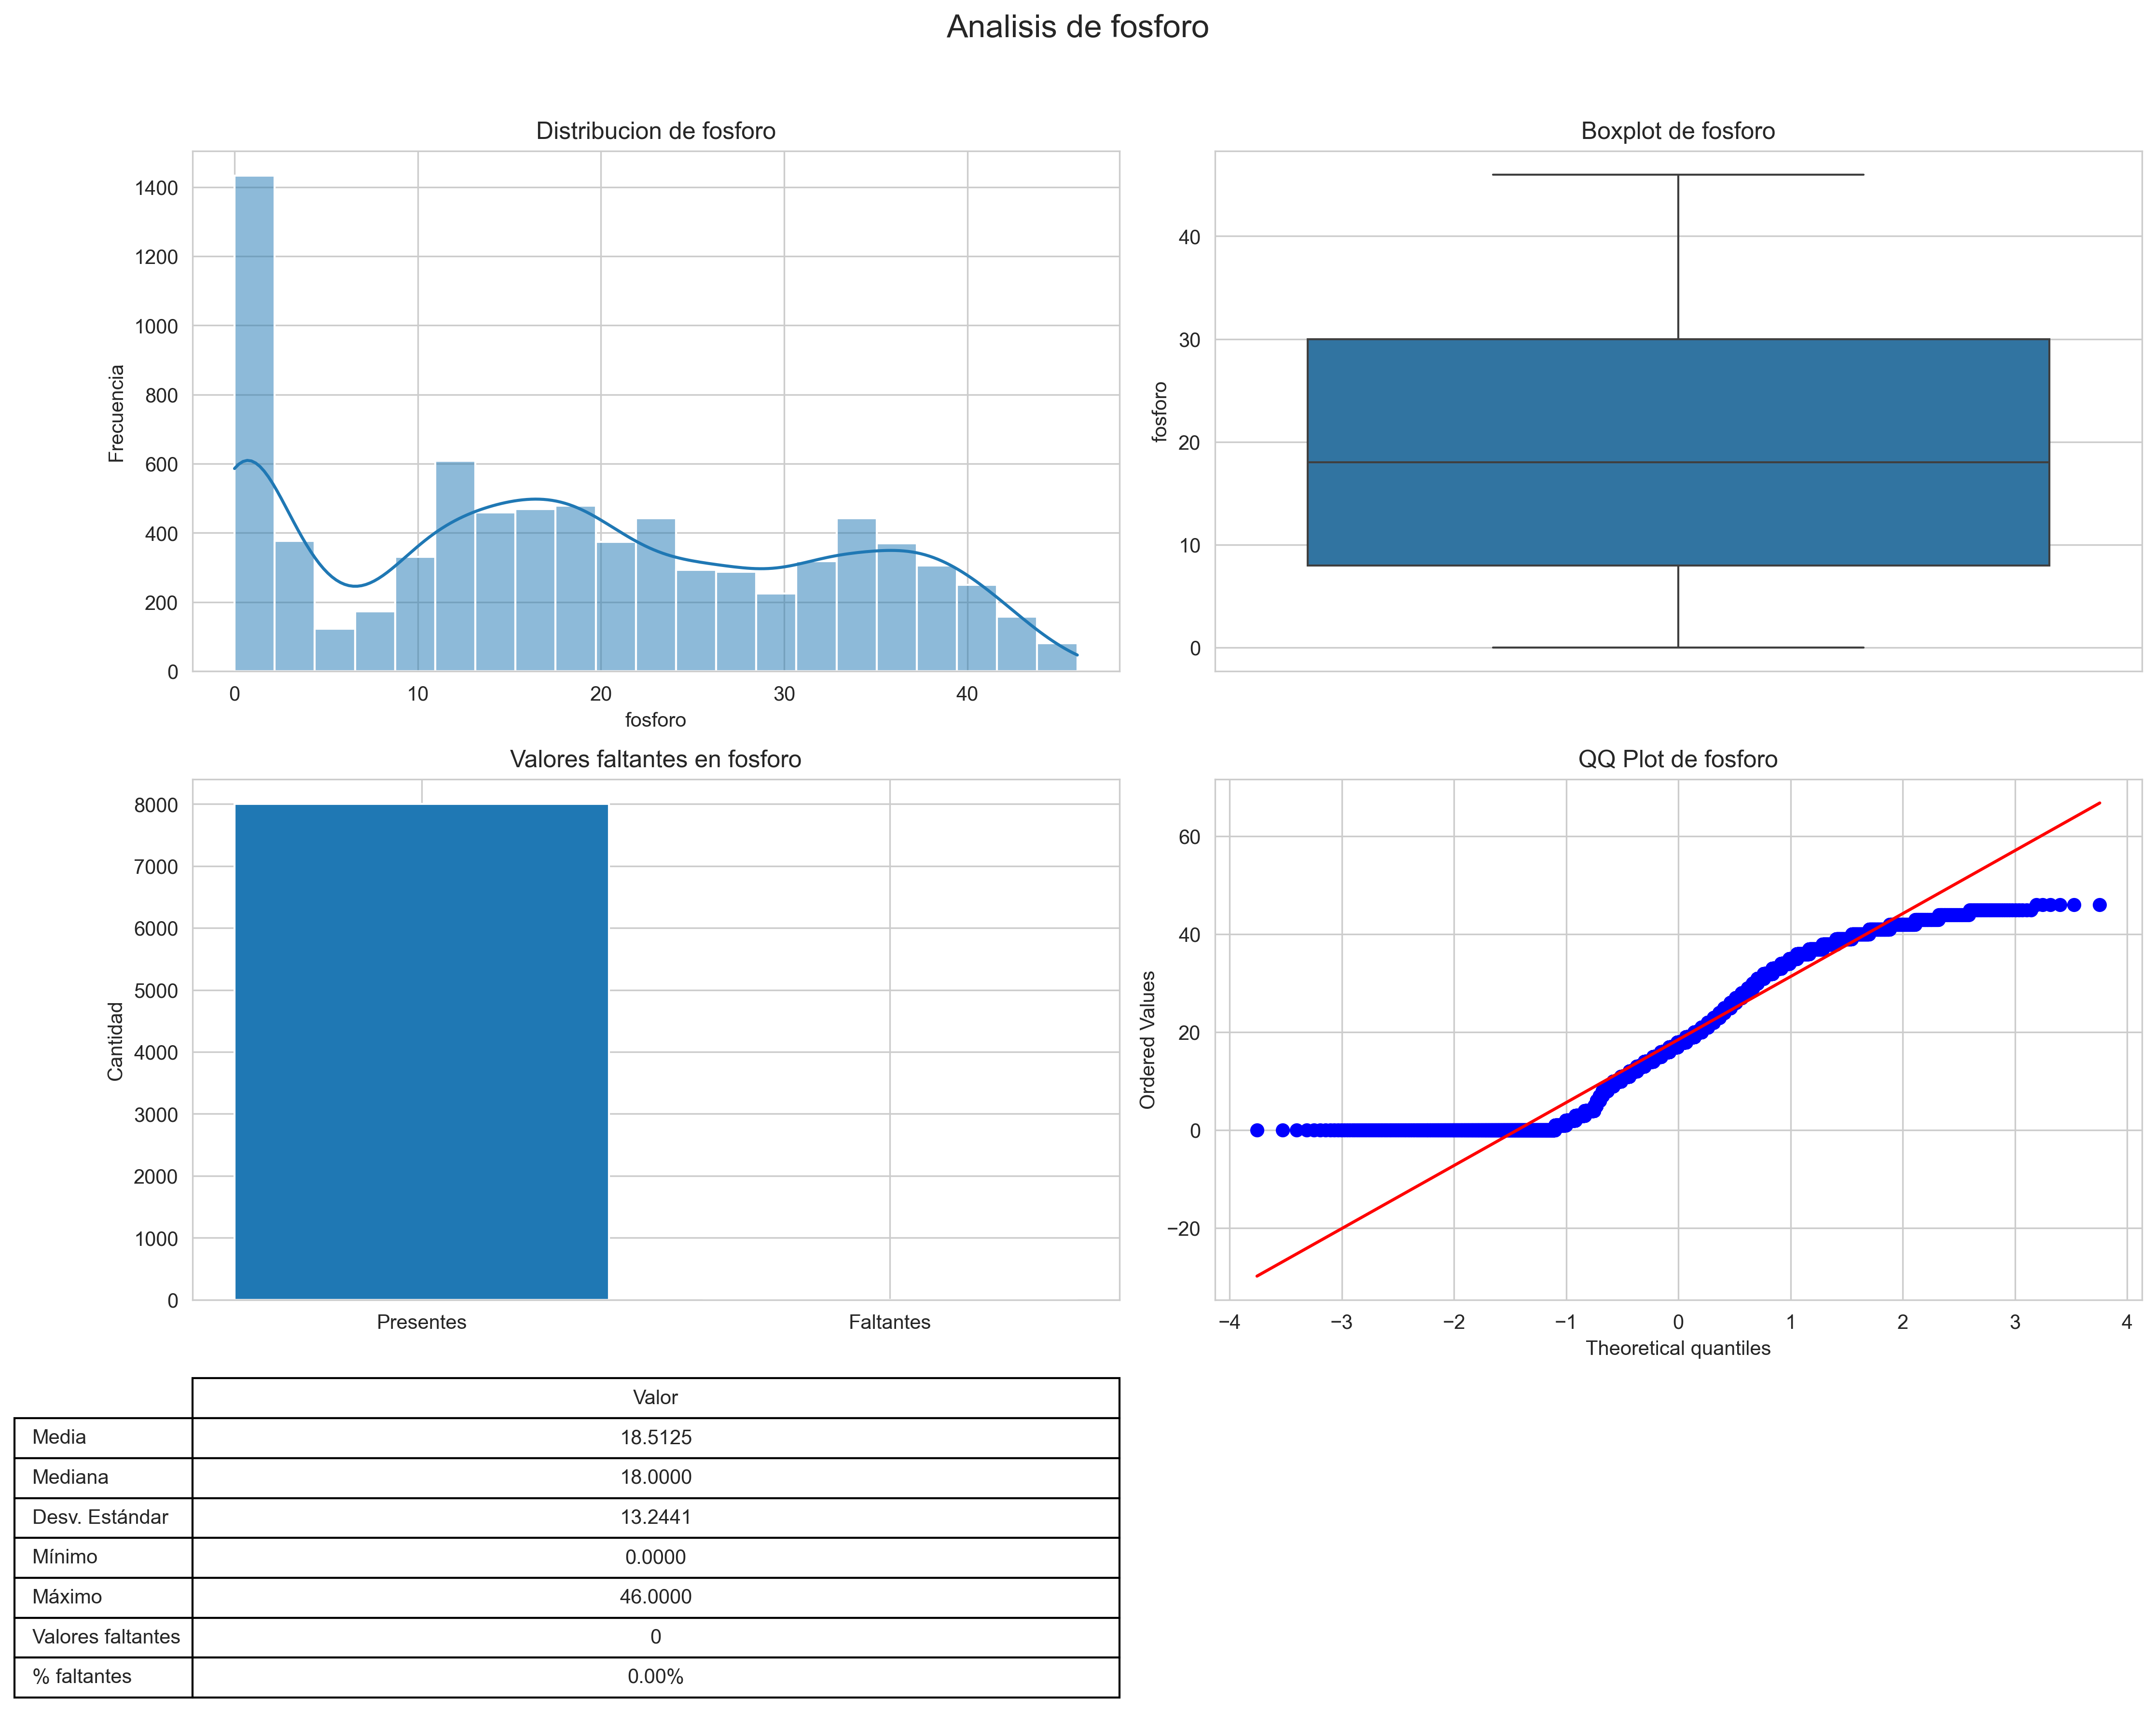 Analisis de fosforo
Distribucion de fosforo
Frecuencia
1400
1200
1000
800
600
400
200
0
0 10 20 30 40
fosforo
Boxplot de fosforo
fosforo
40
30
20
10
0
Valores faltantes en fosforo
Cantidad
8000
7000
6000
5000
4000
3000
2000
1000
0
Presentes Faltantes
QQ Plot de fosforo
Ordered Values
60
40
20
0
−20
−4 −3 −2 −1 0 1 2 3 4
Theoretical quantiles
Valor
Media 18.5125
Mediana 18.0000
Desv. Estándar 13.2441
Mínimo 0.0000
Máximo 46.0000
Valores faltantes 0
% faltantes 0.00%